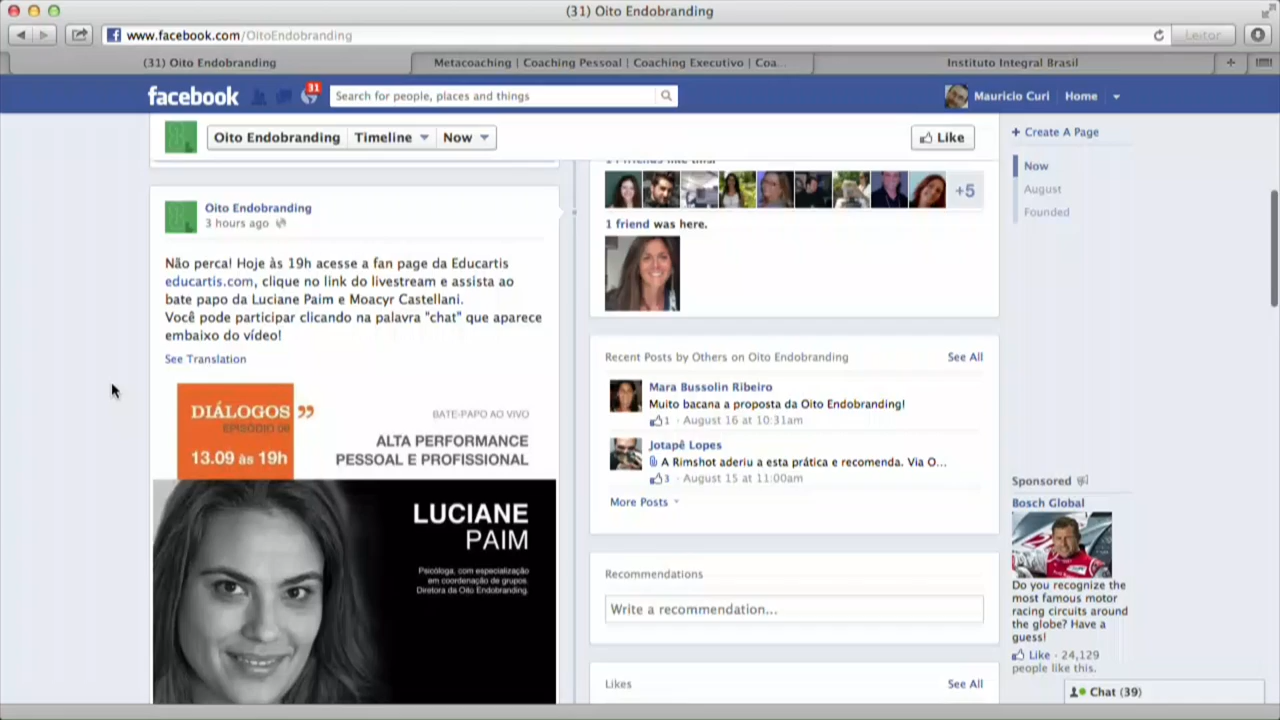 (31) Oito Endobranding
www.facebook.com/OitoEndobranding
Leitor
(31) Oito Endobranding
Metacoaching | Coaching Pessoal | Coaching Executivo | Coa...
Instituto Integral Brasil
facebook
31
Search for people, places and things
Mauricio Curi
Home
Oito Endobranding
Timeline
Now
Like
Create A Page
Now
August
Founded
Oito Endobranding
3 hours ago
Não perca! Hoje às 19h acesse a fan page da Educartis
educartis.com, clique no link do livestream e assista ao
bate papo da Luciane Paim e Moacyr Castellani.
Você pode participar clicando na palavra "chat" que aparece
embaixo do vídeo!
See Translation
DIÁLOGOS
EPISÓDIO 06
13.09 às 19h
BATE-PAPO AO VIVO
ALTA PERFORMANCE
PESSOAL E PROFISSIONAL
LUCIANE
PAIM
Psicóloga, com especialização
em coordenação de grupos.
Diretora da Oito Endobranding.
+5
1 friend was here.
Recent Posts by Others on Oito Endobranding
See All
Mara Bussolin Ribeiro
Muito bacana a proposta da Oito Endobranding!
1 · August 16 at 10:31am
Jotapê Lopes
A Rimshot aderiu a esta prática e recomenda. Via O...
3 · August 15 at 11:00am
More Posts
Recommendations
Write a recommendation...
Likes
See All
Sponsored
Bosch Global
Do you recognize the
most famous motor
racing circuits around
the globe? Have a
guess!
Like · 24,129
people like this.
Chat (39)